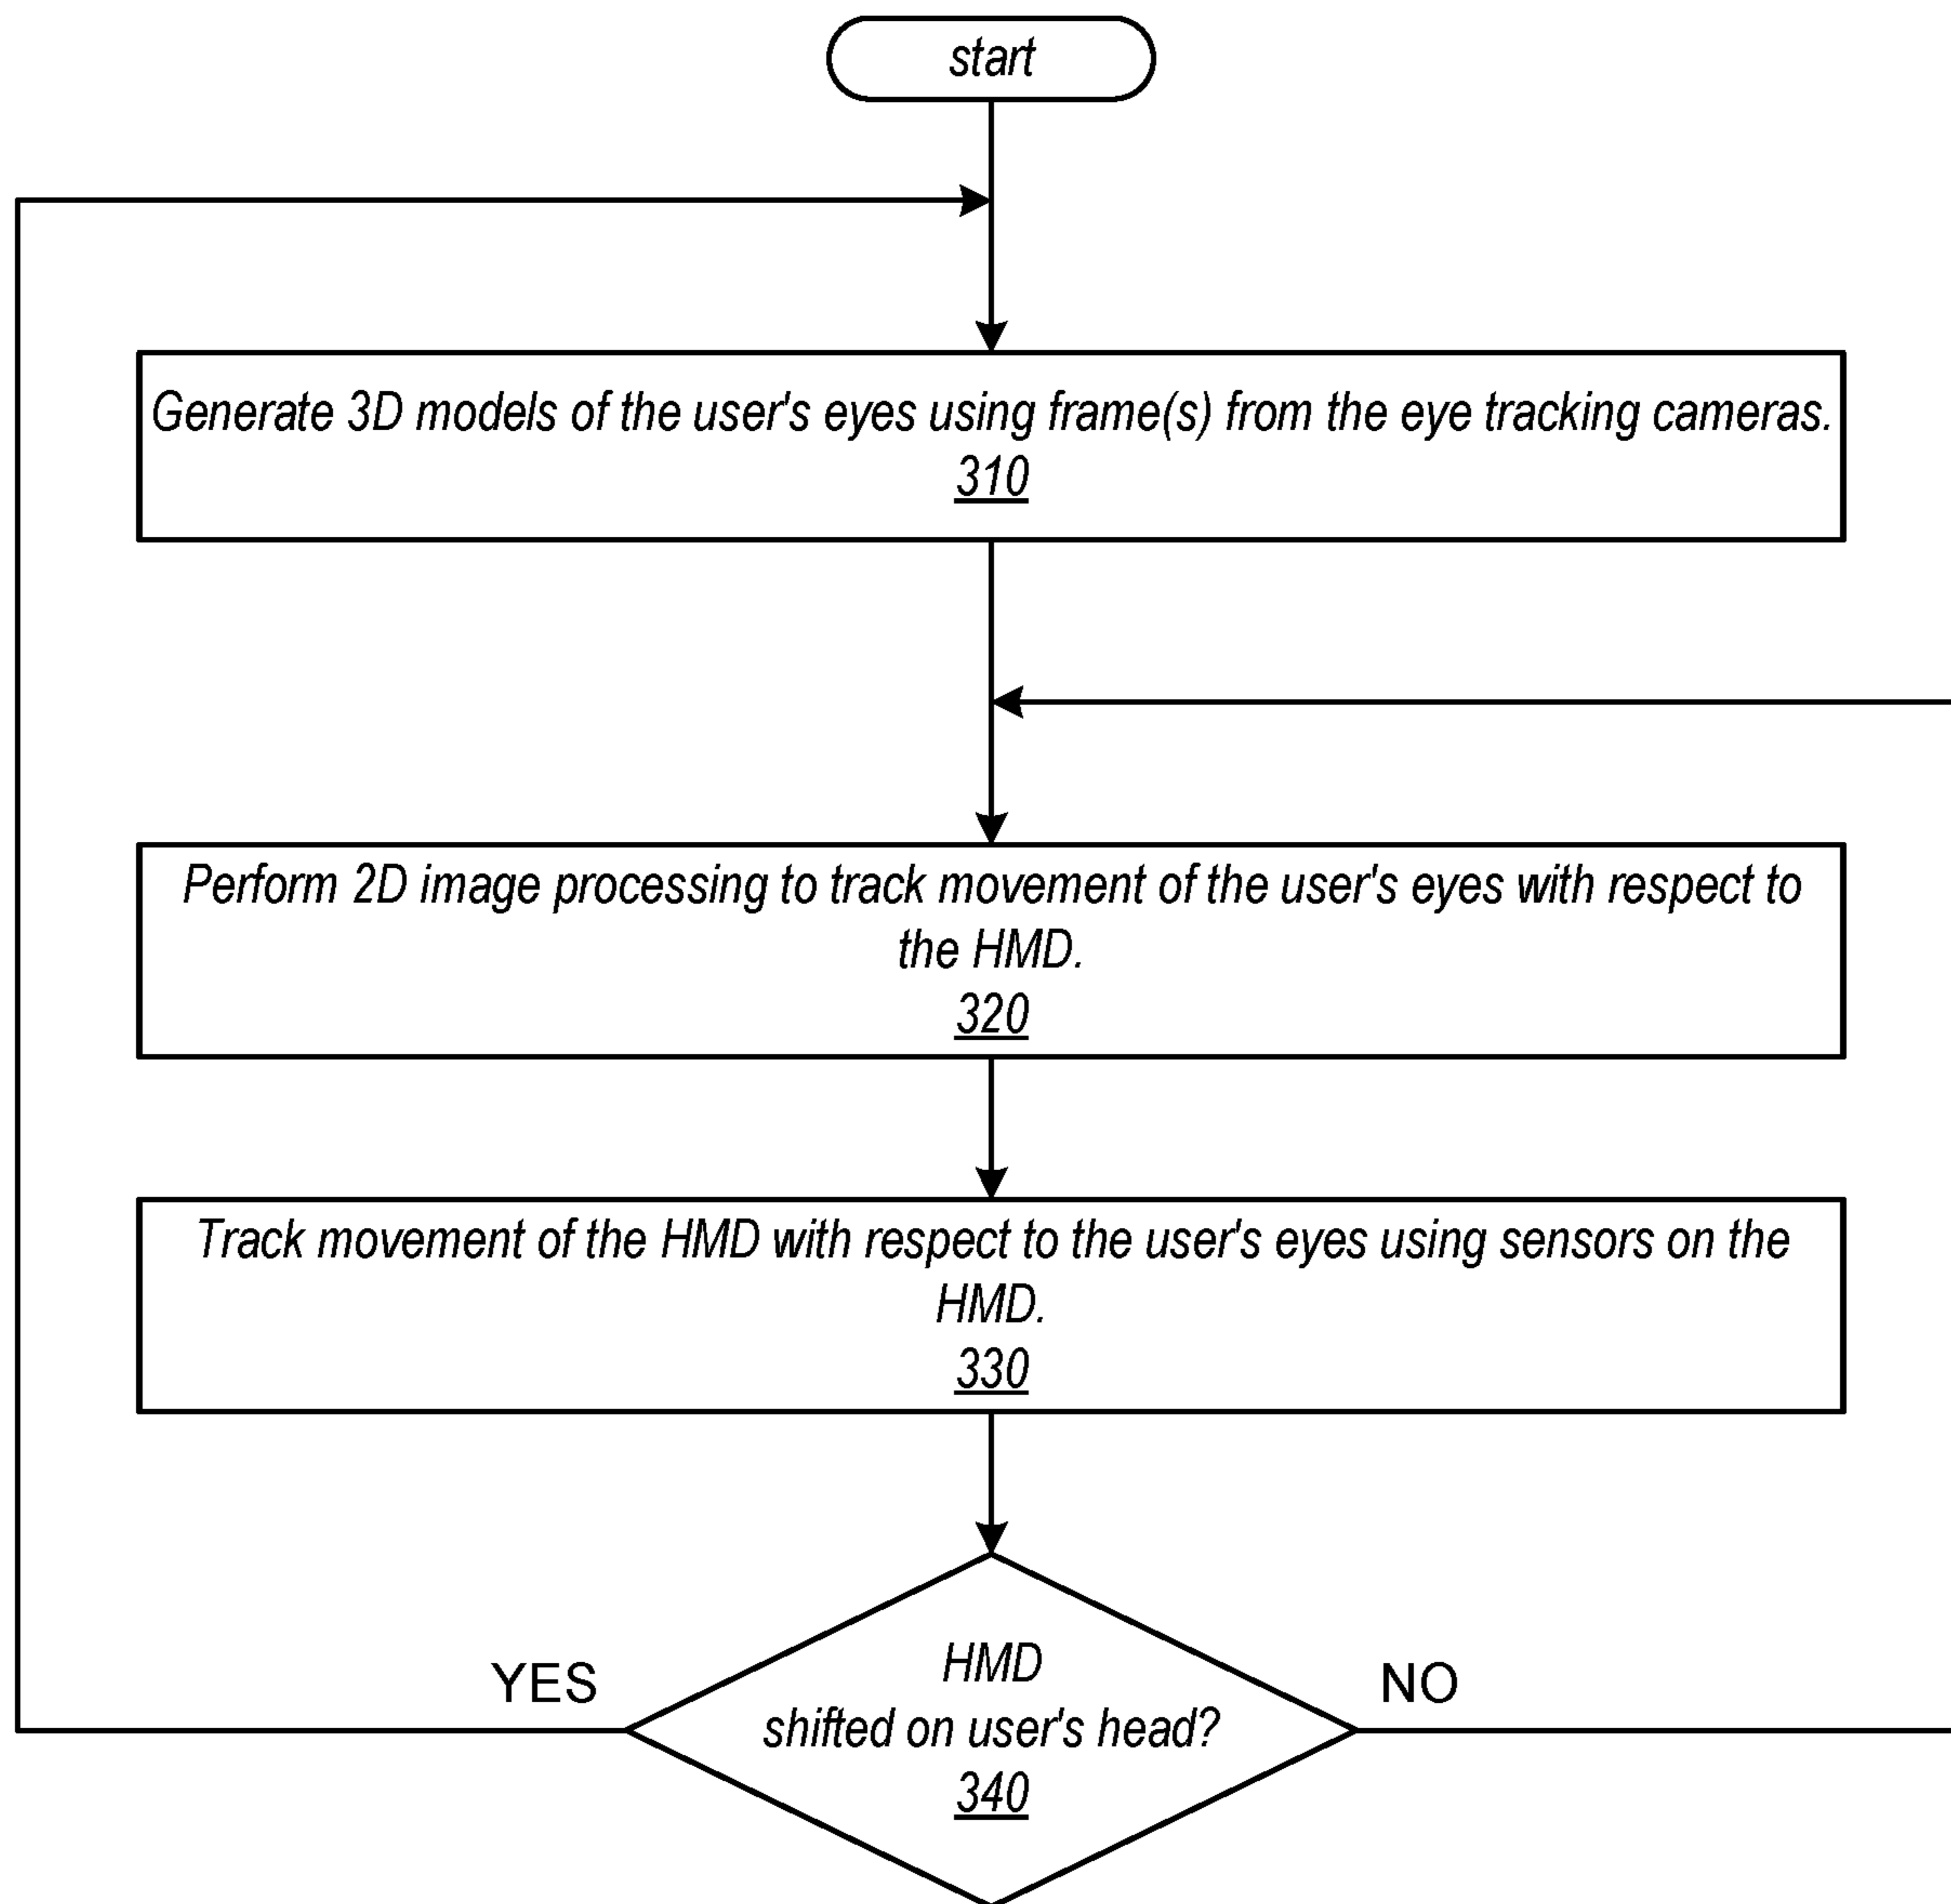 start
Generate 3D models of the user's eyes using frame(s) from the eye tracking cameras.
310
Perform 2D image processing to track movement of the user's eyes with respect to
the HMD.
320
Track movement of the HMD with respect to the user's eyes using sensors on the
HMD.
330
YES
HMD
shifted on user's head?
340
NO